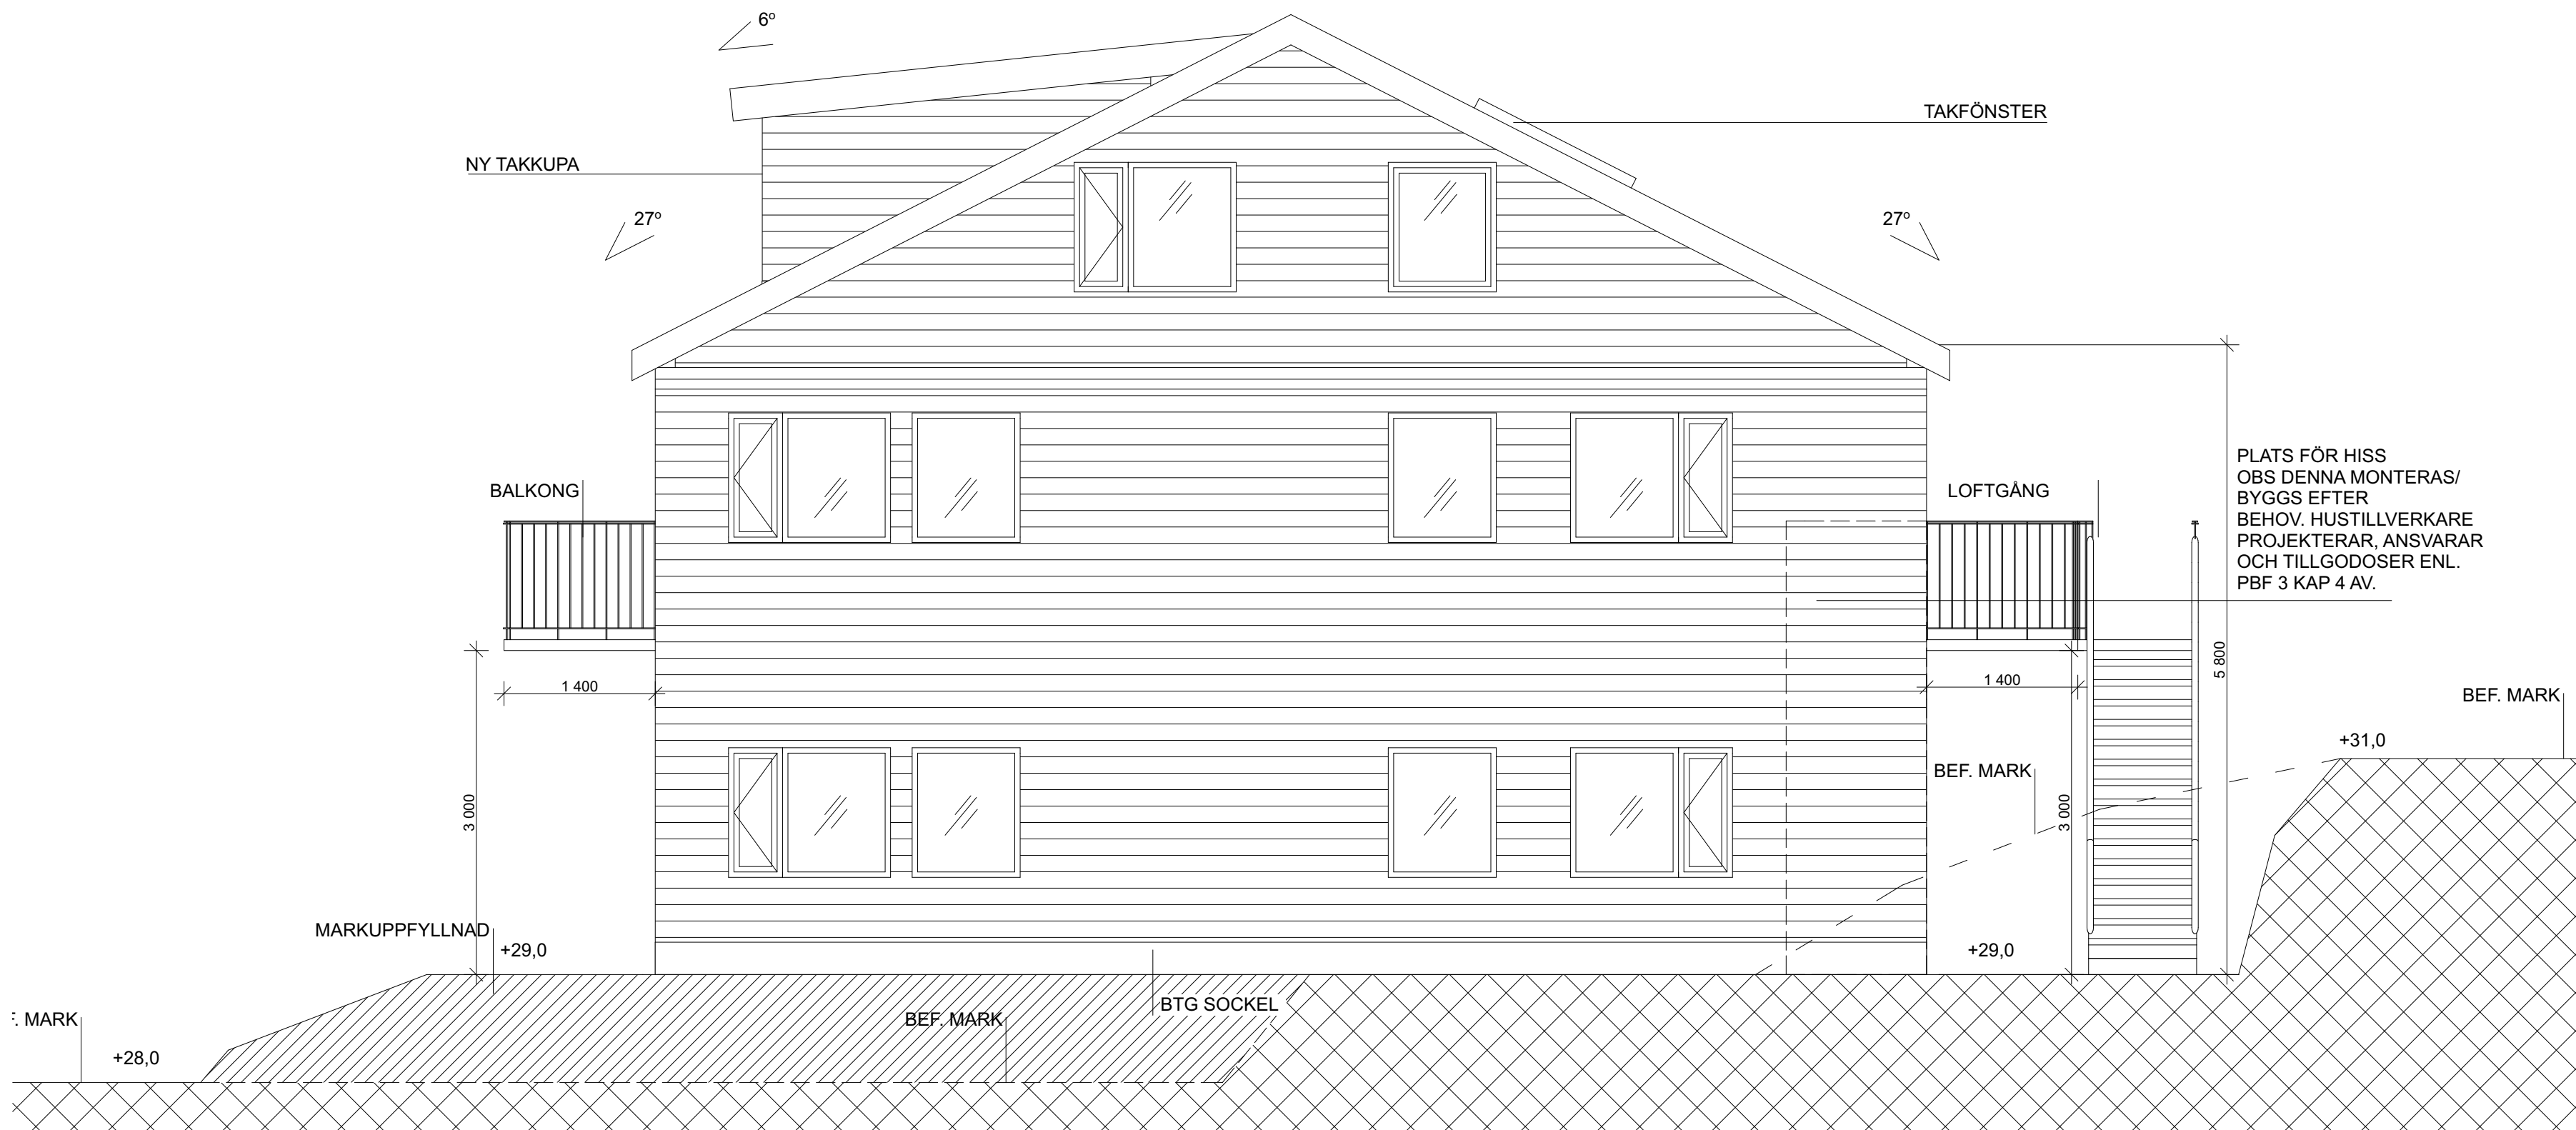 6º
TAKFÖNSTER
NY TAKKUPA
27º
27º
PLATS FÖR HISS
OBS DENNA MONTERAS/
BYGGS EFTER
BEHOV. HUSTILLVERKARE
PROJEKTERAR, ANSVARAR
OCH TILLGODOSER ENL.
PBF 3 KAP 4 AV.
BALKONG
LOFTGÅNG
5 800
1 400
1 400
BEF. MARK
+31,0
BEF. MARK
3 000
3 000
MARKUPPFYLLNAD
+29,0
+29,0
BTG SOCKEL
MARK
BEF. MARK
+28,0